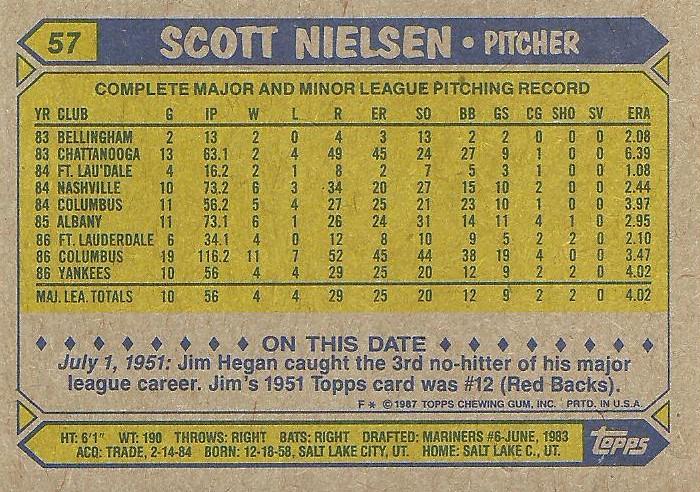 57 SCOTT NIELSEN • PITCHER
COMPLETE MAJOR AND MINOR LEAGUE PITCHING RECORD
YR CLUB G IP W L R ER SO BB GS CG SHO SV ERA
83 BELLINGHAM 2 13 2 0 4 3 13 2 2 0 0 0 2.08
83 CHATTANOOGA 13 63.1 2 4 49 45 24 27 9 1 0 0 6.39
84 FT. LAU'DALE 4 16.2 2 1 8 2 7 5 3 1 0 0 1.08
84 NASHVILLE 10 73.2 6 3 34 20 27 15 10 2 0 0 2.44
84 COLUMBUS 11 56.2 5 4 27 25 21 23 10 1 0 0 3.97
85 ALBANY 11 73.1 6 1 26 24 31 14 11 4 1 0 2.95
86 FT. LAUDERDALE 6 34.1 4 0 12 8 10 9 5 2 2 0 2.10
86 COLUMBUS 19 116.2 11 7 52 45 44 38 19 4 0 0 3.47
86 YANKEES 10 56 4 4 29 25 20 12 9 2 2 0 4.02
MAJ. LEA. TOTALS 10 56 4 4 29 25 20 12 9 2 2 0 4.02
ON THIS DATE
July 1, 1951: Jim Hegan caught the 3rd no-hitter of his major
league career. Jim's 1951 Topps card was #12 (Red Backs).
F * © 1987 TOPPS CHEWING GUM, INC. PRTD. IN U.S.A.
HT: 6'1" WT: 190 THROWS: RIGHT BATS: RIGHT DRAFTED: MARINERS #6-JUNE, 1983
ACQ: TRADE, 2-14-84 BORN: 12-18-58, SALT LAKE CITY, UT. HOME: SALT LAKE C., UT.
TOPPS